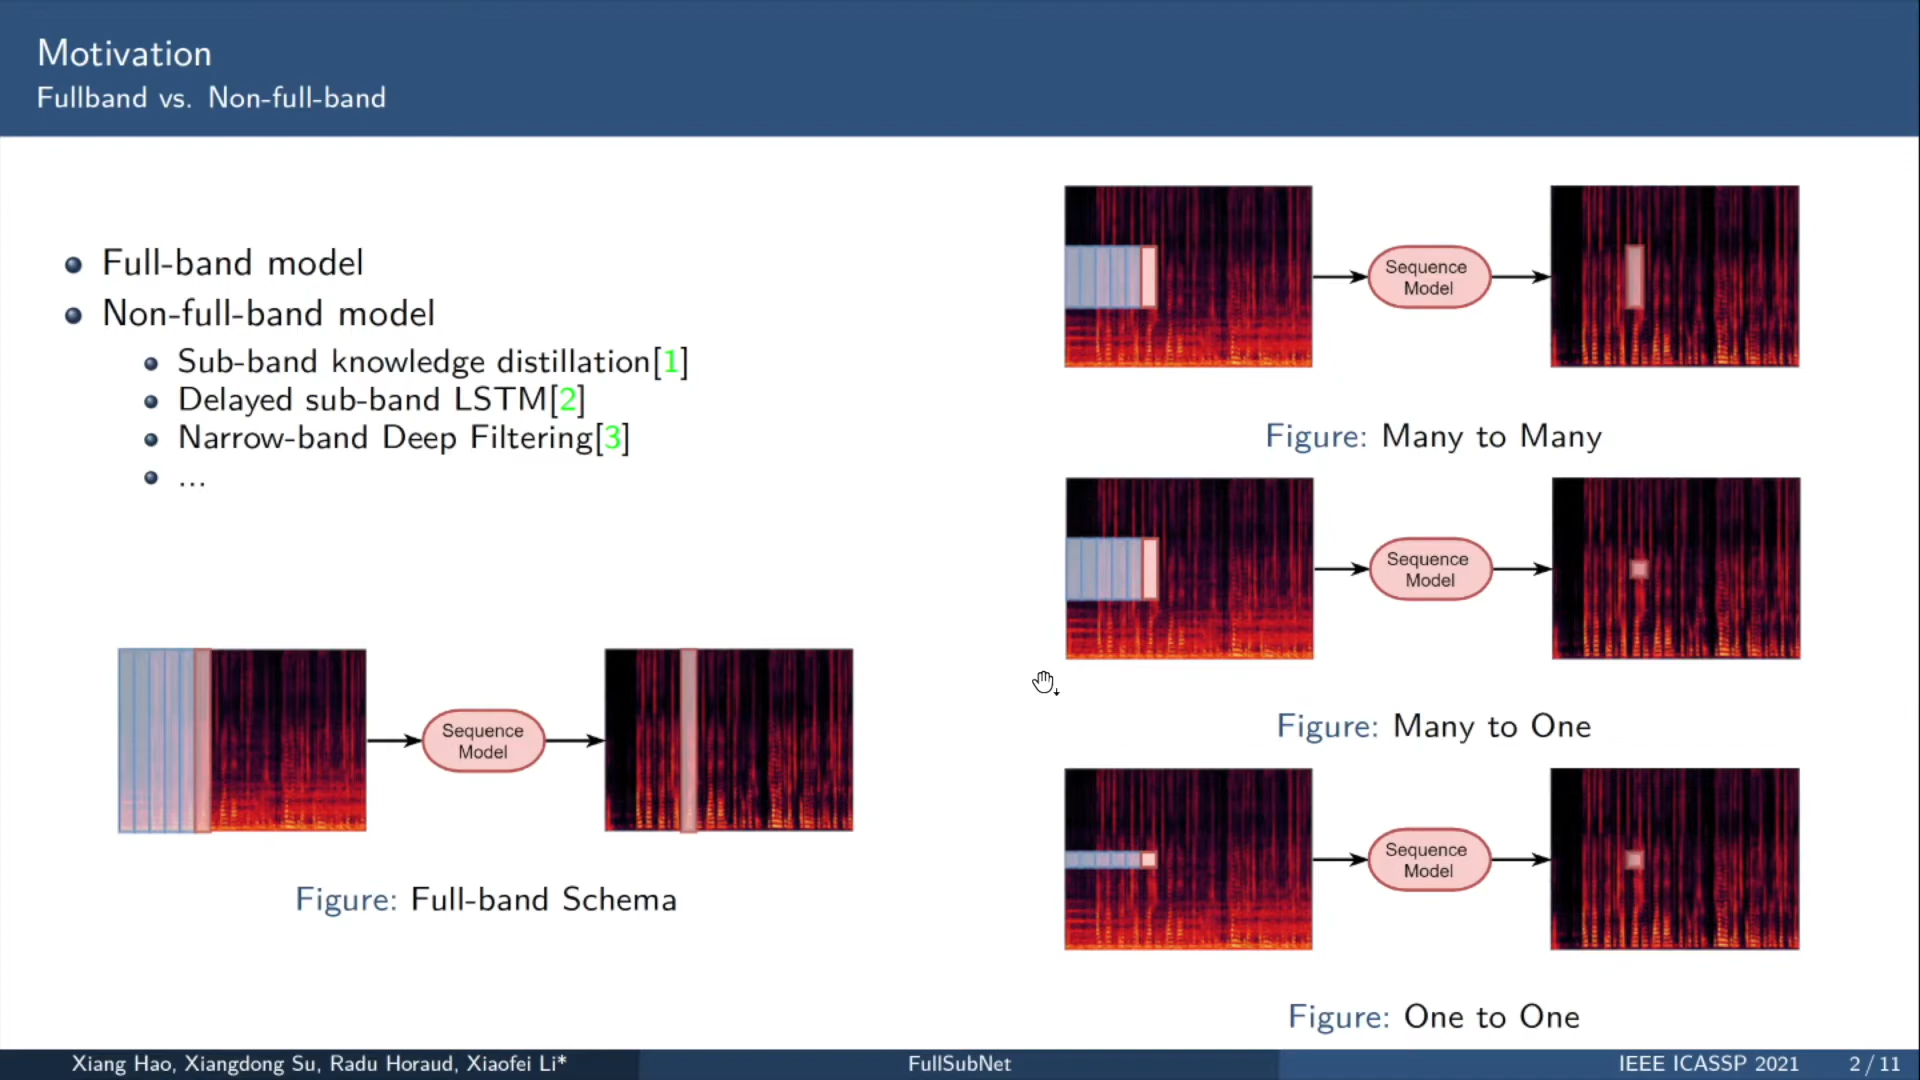 Motivation
Fullband vs. Non-full-band
Full-band model
Non-full-band model
Sub-band knowledge distillation[1]
Delayed sub-band LSTM[2]
Narrow-band Deep Filtering[3]
...
Sequence
Model
Figure: Full-band Schema
Sequence
Model
Figure: Many to Many
Sequence
Model
Figure: Many to One
Sequence
Model
Figure: One to One
Xiang Hao, Xiangdong Su, Radu Horaud, Xiaofei Li*
FullSubNet
IEEE ICASSP 2021
2 / 11